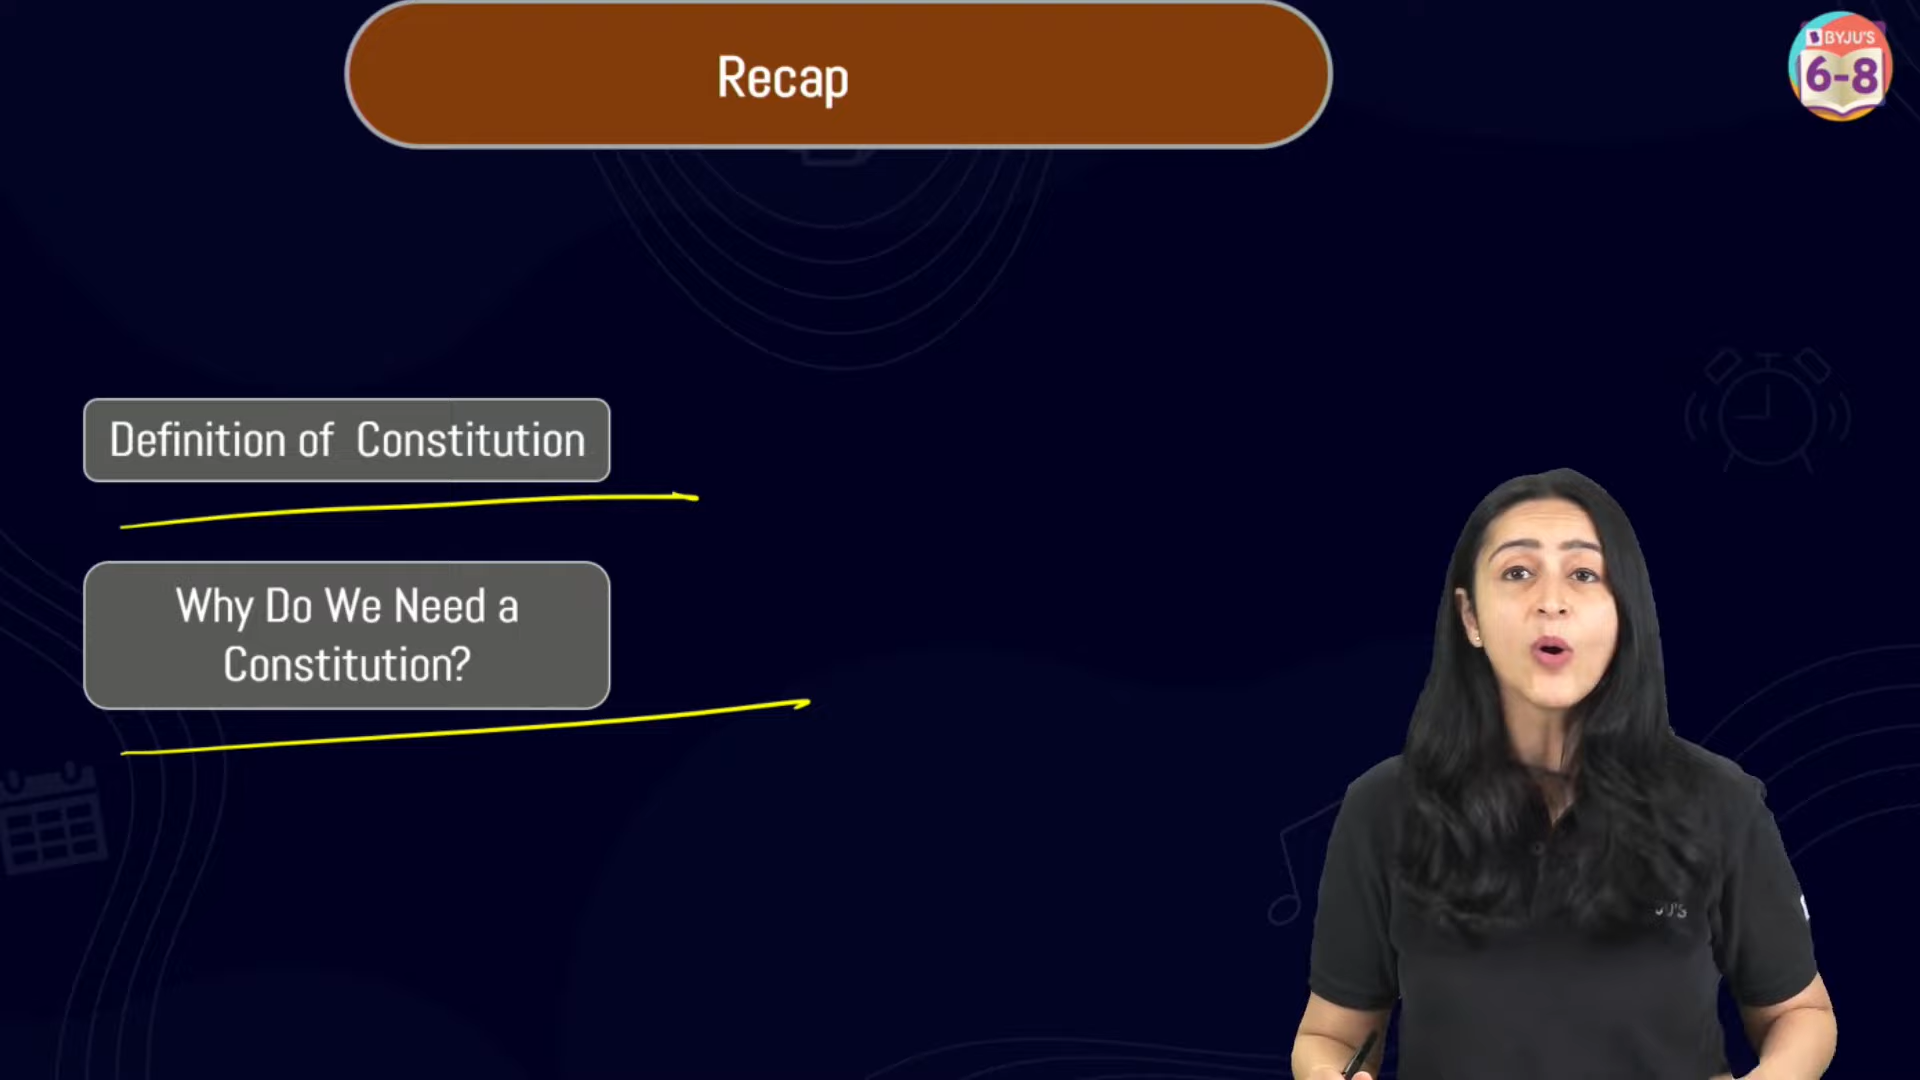 Recap
BYJU'S
6-8
Definition of Constitution
Why Do We Need a
Constitution?